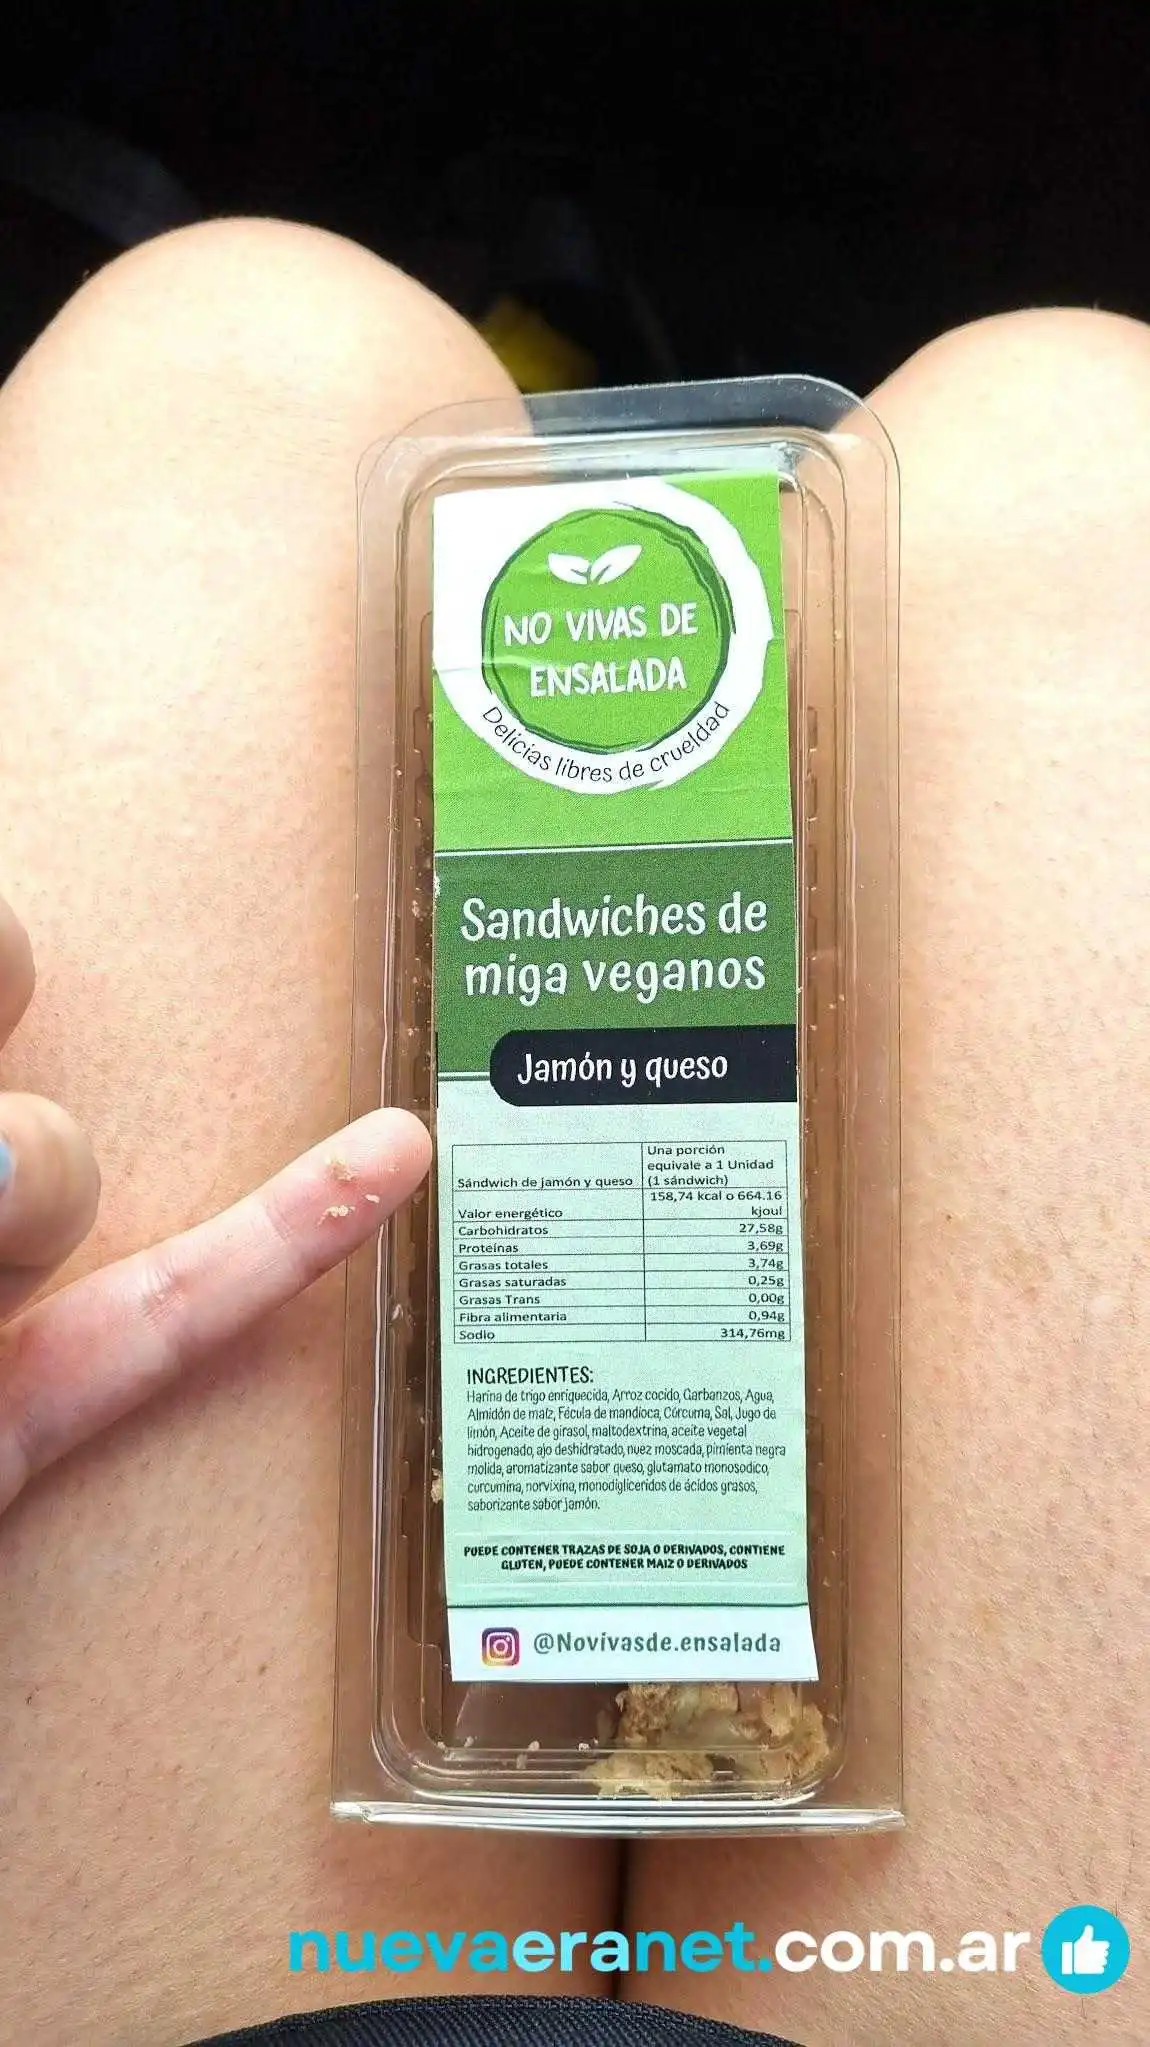 NO VIVAS DE
ENSALADA
Delicias libres de crueldad
Sandwiches de
miga veganos
Jamón y queso
Sándwich de jamón y queso
Una porción
equivale a 1 Unidad
(1 sándwich)
Valor energético 158,74 kcal o 664.16
kjoul
Carbohidratos 27,58g
Proteínas 3,69g
Grasas totales 3,74g
Grasas saturadas 0,25g
Grasas Trans 0,00g
Fibra alimentaria 0,94g
Sodio 314,76mg
INGREDIENTES:
Harina de trigo enriquecida, Arroz cocido, Garbanzos, Agua,
Almidón de maíz, Fécula de mandioca, Cúrcuma, Sal, Jugo de
limón, Aceite de girasol, maltodextrina, aceite vegetal
hidrogenado, ajo deshidratado, nuez moscada, pimienta negra
molida, aromatizante sabor queso, glutamato monosodico,
curcumina, norvixina, monodigliceridos de ácidos grasos,
saborizante sabor jamón.
PUEDE CONTENER TRAZAS DE SOJA O DERIVADOS, CONTIENE
GLUTEN, PUEDE CONTENER MAIZ O DERIVADOS
@Novivasde.ensalada
nuevaeranet.com.ar